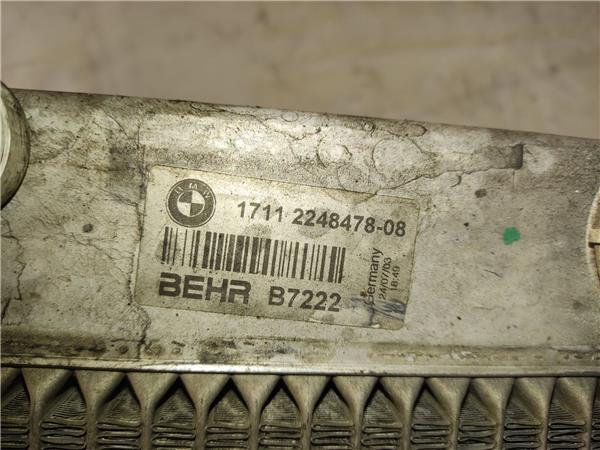 BMW
1711 2248478-08
BEHR B7222
Germany
24/07/03
18:49